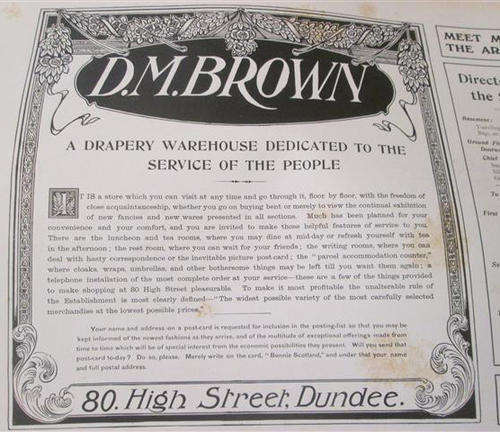 D.M. BROWN
A DRAPERY WAREHOUSE DEDICATED TO THE
SERVICE OF THE PEOPLE
IT IS a store which you can visit at any time and go through it, floor by floor, with the freedom of
close acquaintanceship, whether you go on buying bent or merely to view the continual exhibition
of new fancies and new wares presented in all sections. Much has been planned for your
convenience and your comfort, and you are invited to make those helpful features of service to you.
There are the luncheon and tea rooms, where you may dine at mid-day or refresh yourself with tea
in the afternoon; the rest room, where you can wait for your friends; the writing rooms, where you can
deal with hasty correspondence or the inevitable picture post-card; the "parcel accommodation counter,"
where cloaks, wraps, umbrellas, and other bothersome things may be left till you want them again; a
telephone installation of the most complete order at your service—these are a few of the things provided
to make shopping at 80 High Street pleasurable. To make it most profitable the unalterable rule of
the Establishment is most clearly defined—"The widest possible variety of the most carefully selected
merchandise at the lowest possible prices."
Your name and address on a post-card is requested for inclusion in the posting-list so that you may be
kept informed of the newest fashions as they arrive, and of the multitude of exceptional offerings made from
time to time which will be of special interest from the economic possibilities they present. Will you send that
post-card to-day? Do so, please. Merely write on the card, "Bonnie Scotland," and under that your name
and full postal address.
80. High Street, Dundee.
MEET M
THE AR
Direct
the "
Basement:
Ground Fl
First